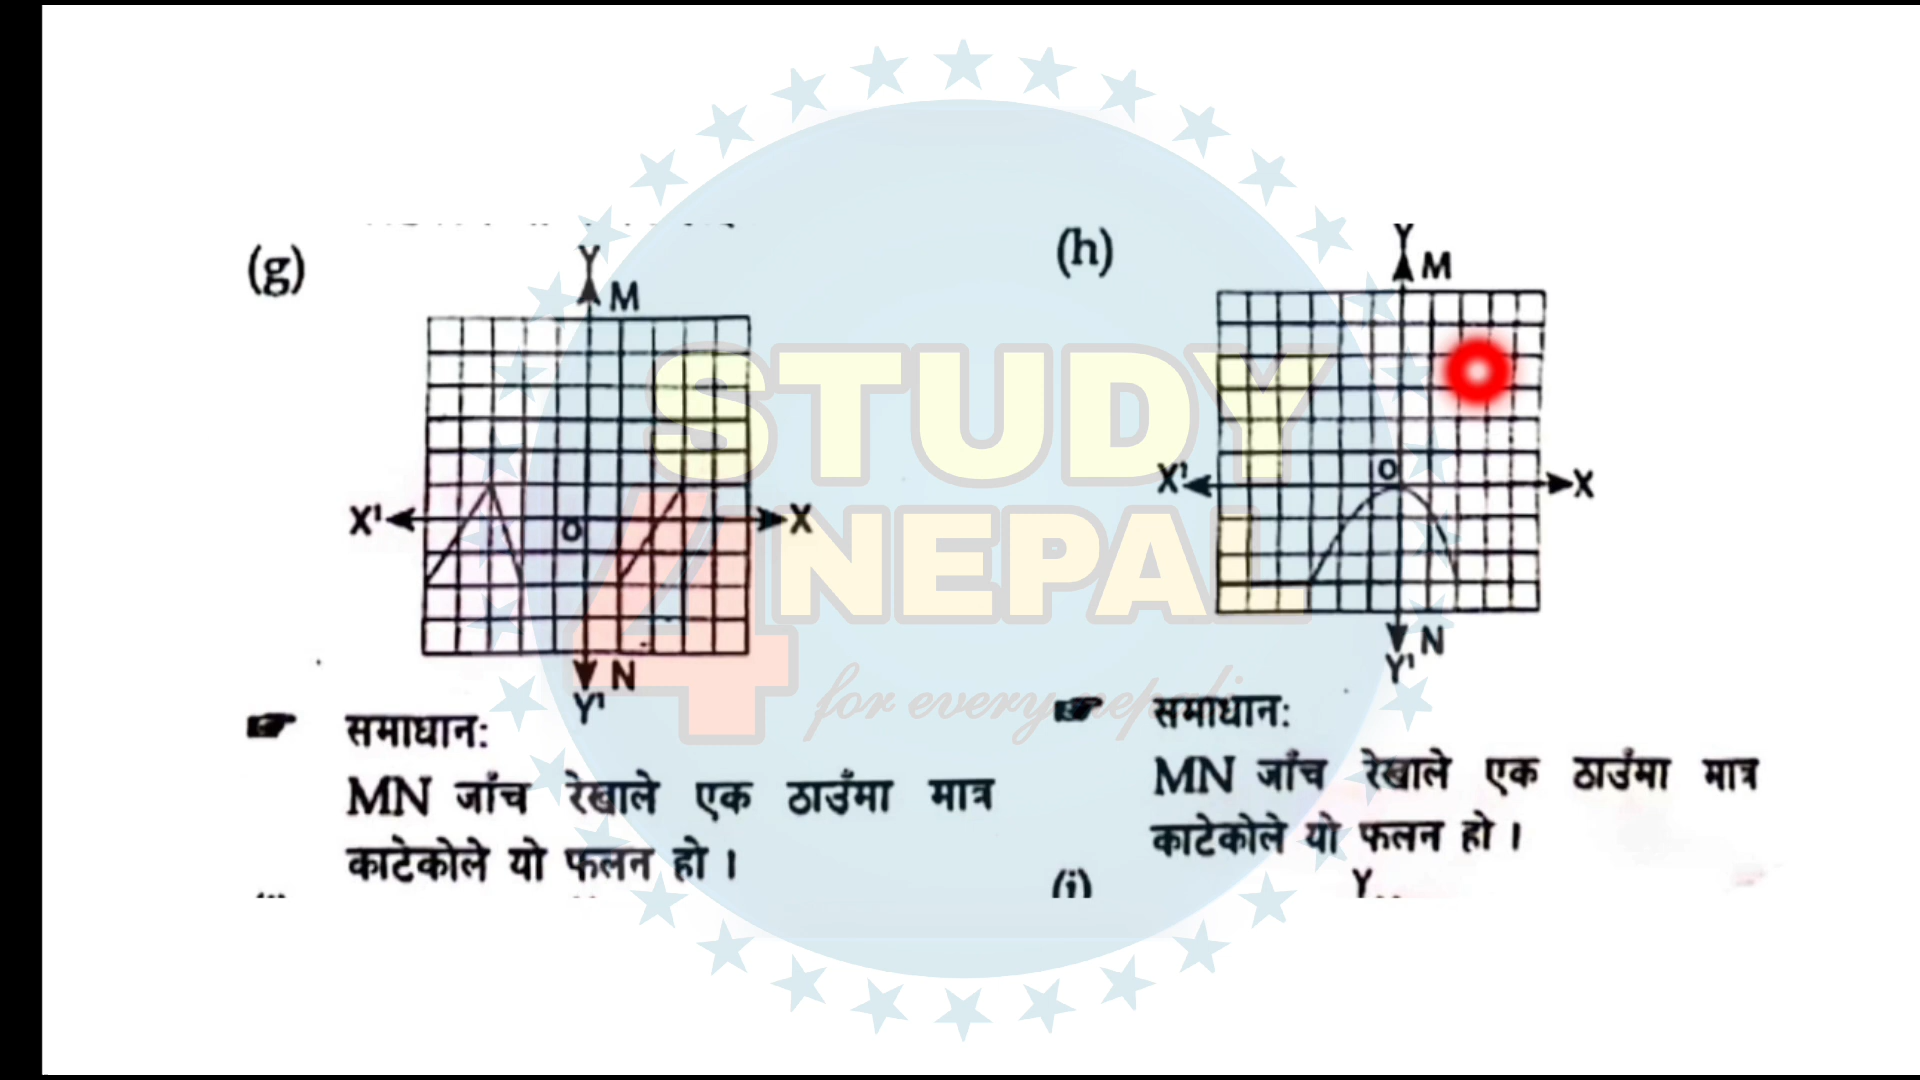 (g)
Y
M
X'
O
X
N
Y'
समाधान:
MN जाँच रेखाले एक ठाउँमा मात्र
काटेकोले यो फलन हो ।
(h)
Y
M
X'
O
X
N
Y'
समाधान:
MN जाँच रेखाले एक ठाउँमा मात्र
काटेकोले यो फलन हो ।
Y
STUDY
4 NEPAL
for every nepali